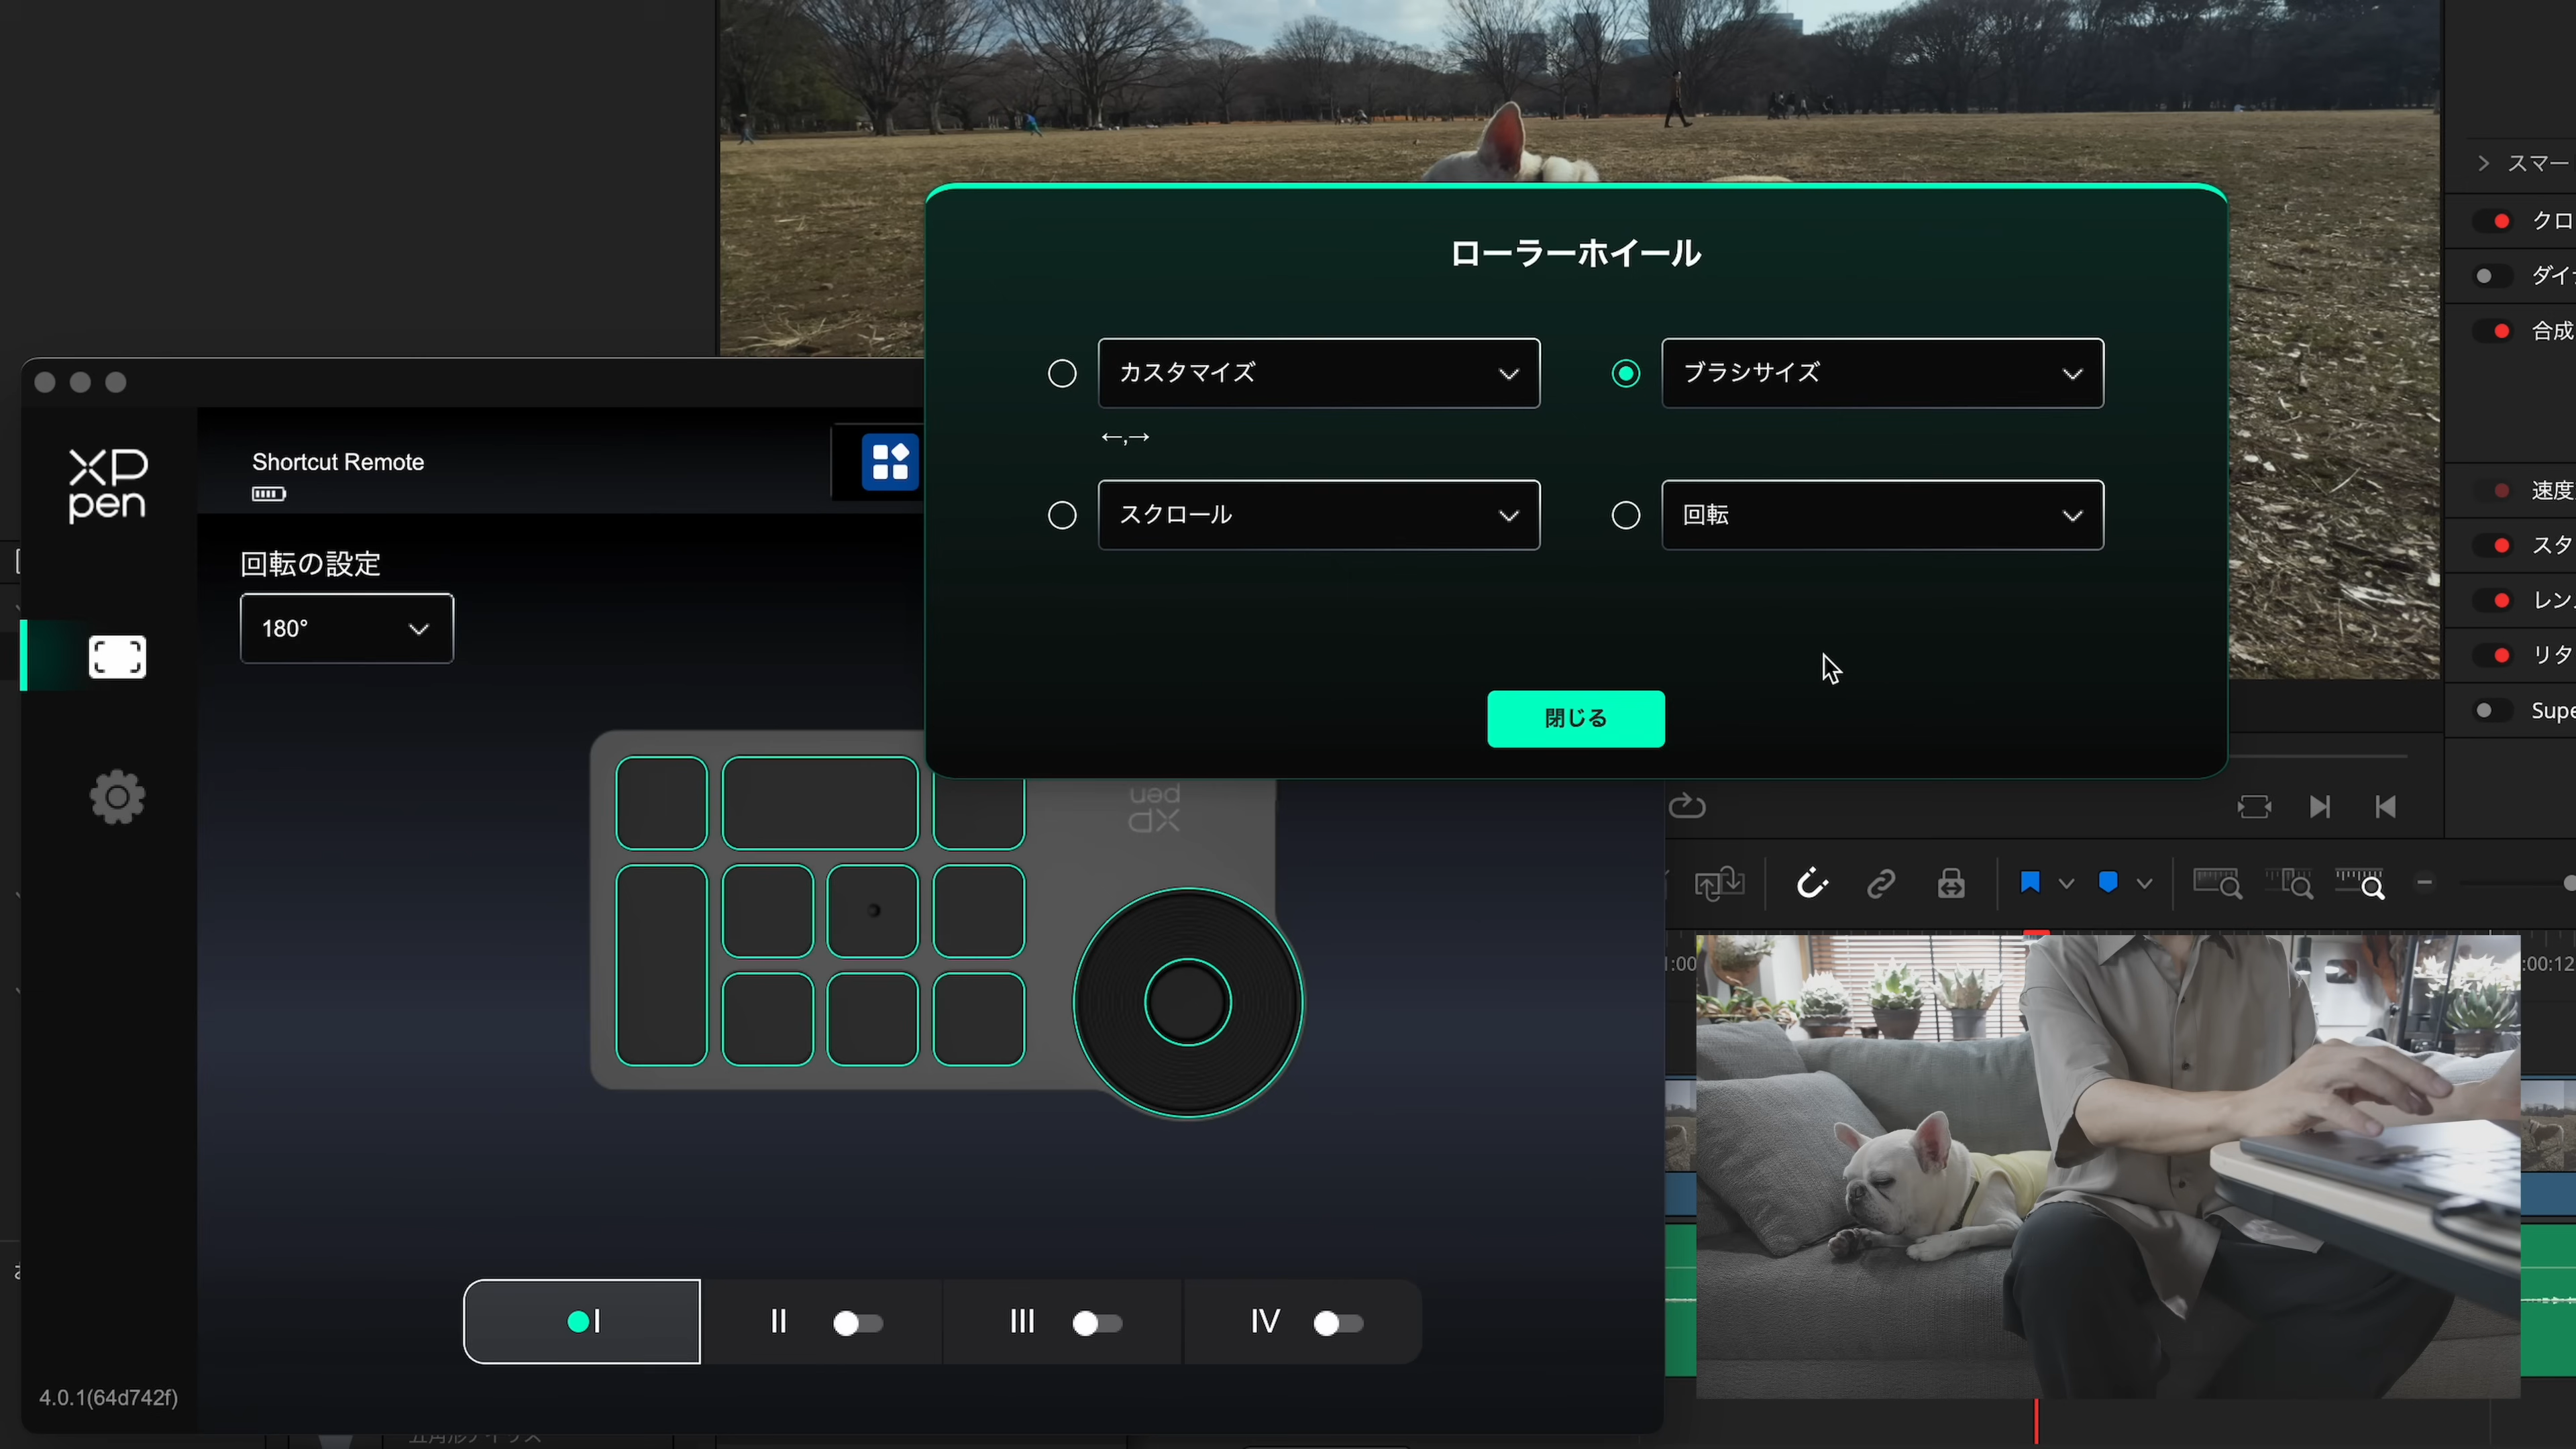 ローラーホイール
カスタマイズ
ブラシサイズ
←,→
スクロール
回転
閉じる
XP
pen
Shortcut Remote
回転の設定
180°
pen
XP
I
II
III
IV
4.0.1(64d742f)
スマー
クロ
ダイ
合成
速度
スタ
レン
リタ
Supe
1:00
:00:12